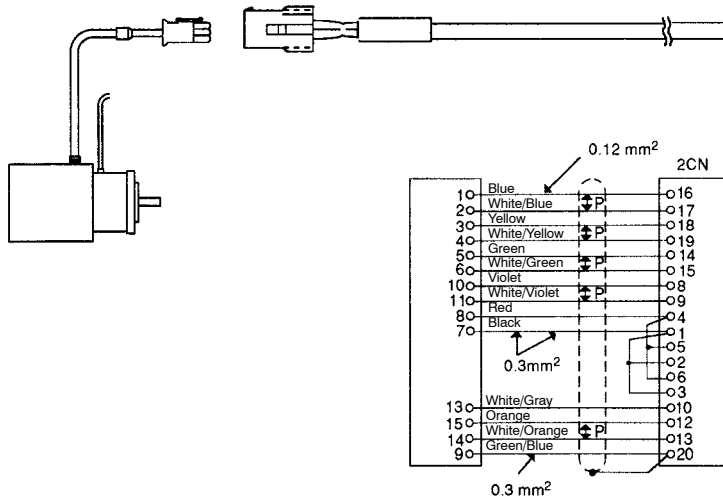 0.12 mm²
2CN
1 Blue 16
2 White/Blue P 17
3 Yellow 18
4 White/Yellow P 19
5 Green 14
6 White/Green P 15
10 Violet 8
11 White/Violet P 9
8 Red 4
7 Black 1
5
0.3mm²
2
6
3
13 White/Gray 10
15 Orange 12
14 White/Orange P 13
9 Green/Blue 20
0.3 mm²